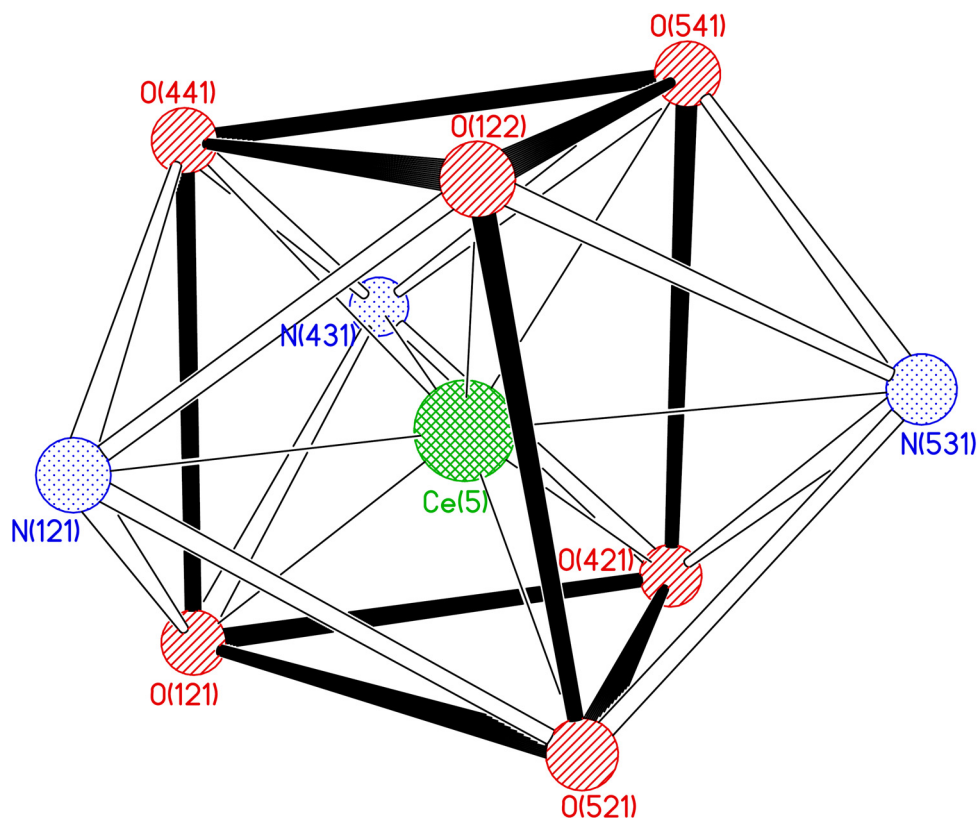 O(541)
O(441)
O(122)
N(431)
N(531)
Ce(5)
N(121)
O(421)
O(121)
O(521)